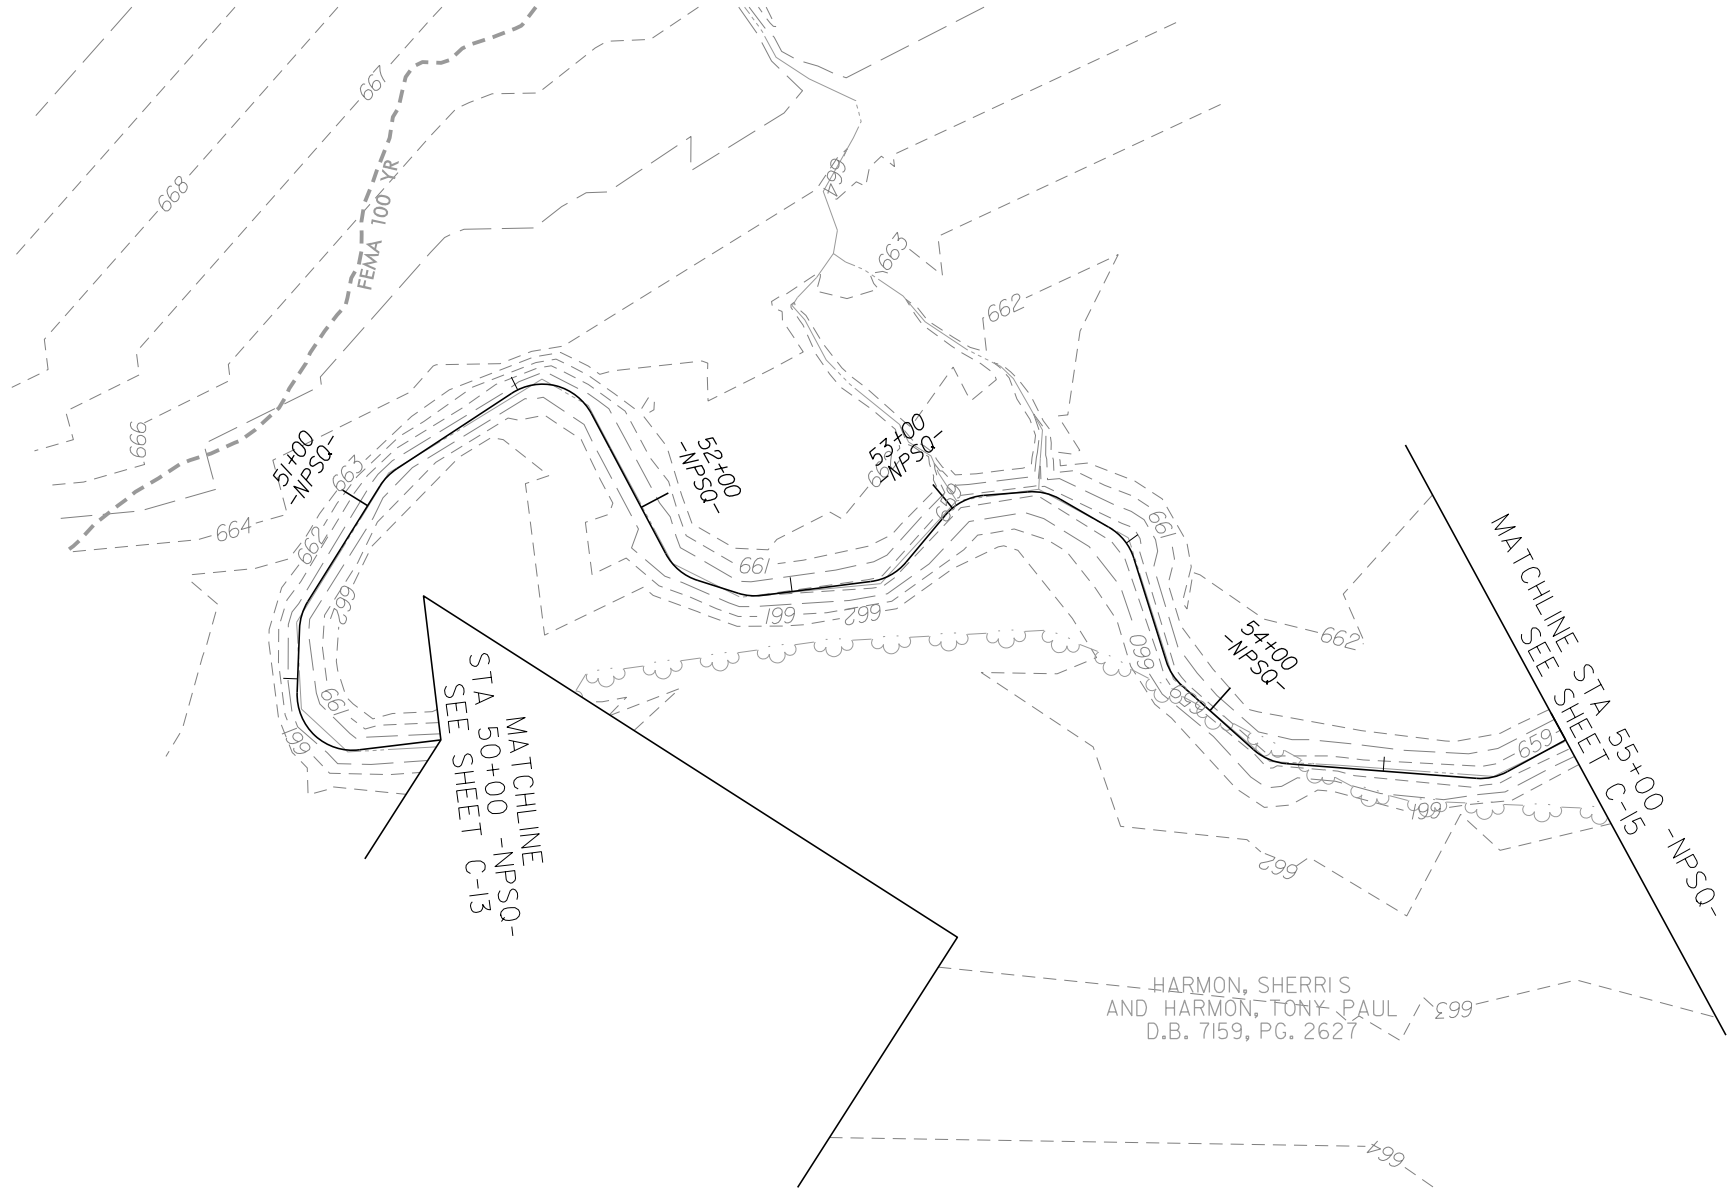 667
668
FEMA 100 YR
664
663
662
666
51+00
-NPSQ-
663
664
662
662
661
661
52+00
-NPSQ-
53+00
-NPSQ-
661
661
662
661
660
659
54+00
-NPSQ-
662
659
661
662
MATCHLINE
STA 50+00 -NPSQ-
SEE SHEET C-13
MATCHLINE STA 55+00 -NPSQ-
SEE SHEET C-15
HARMON, SHERRI S
AND HARMON, TONY PAUL
D.B. 7159, PG. 2627
663
664